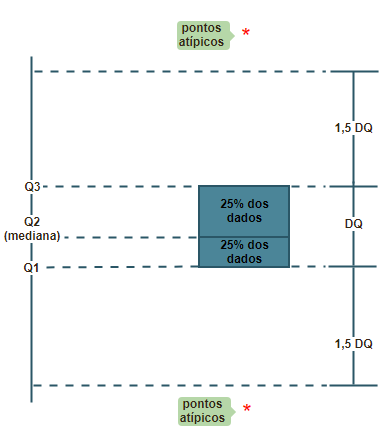 pontos
atípicos
*
1,5 DQ
Q3
25% dos
dados
Q2
(mediana)
DQ
25% dos
dados
Q1
1,5 DQ
pontos
atípicos
*